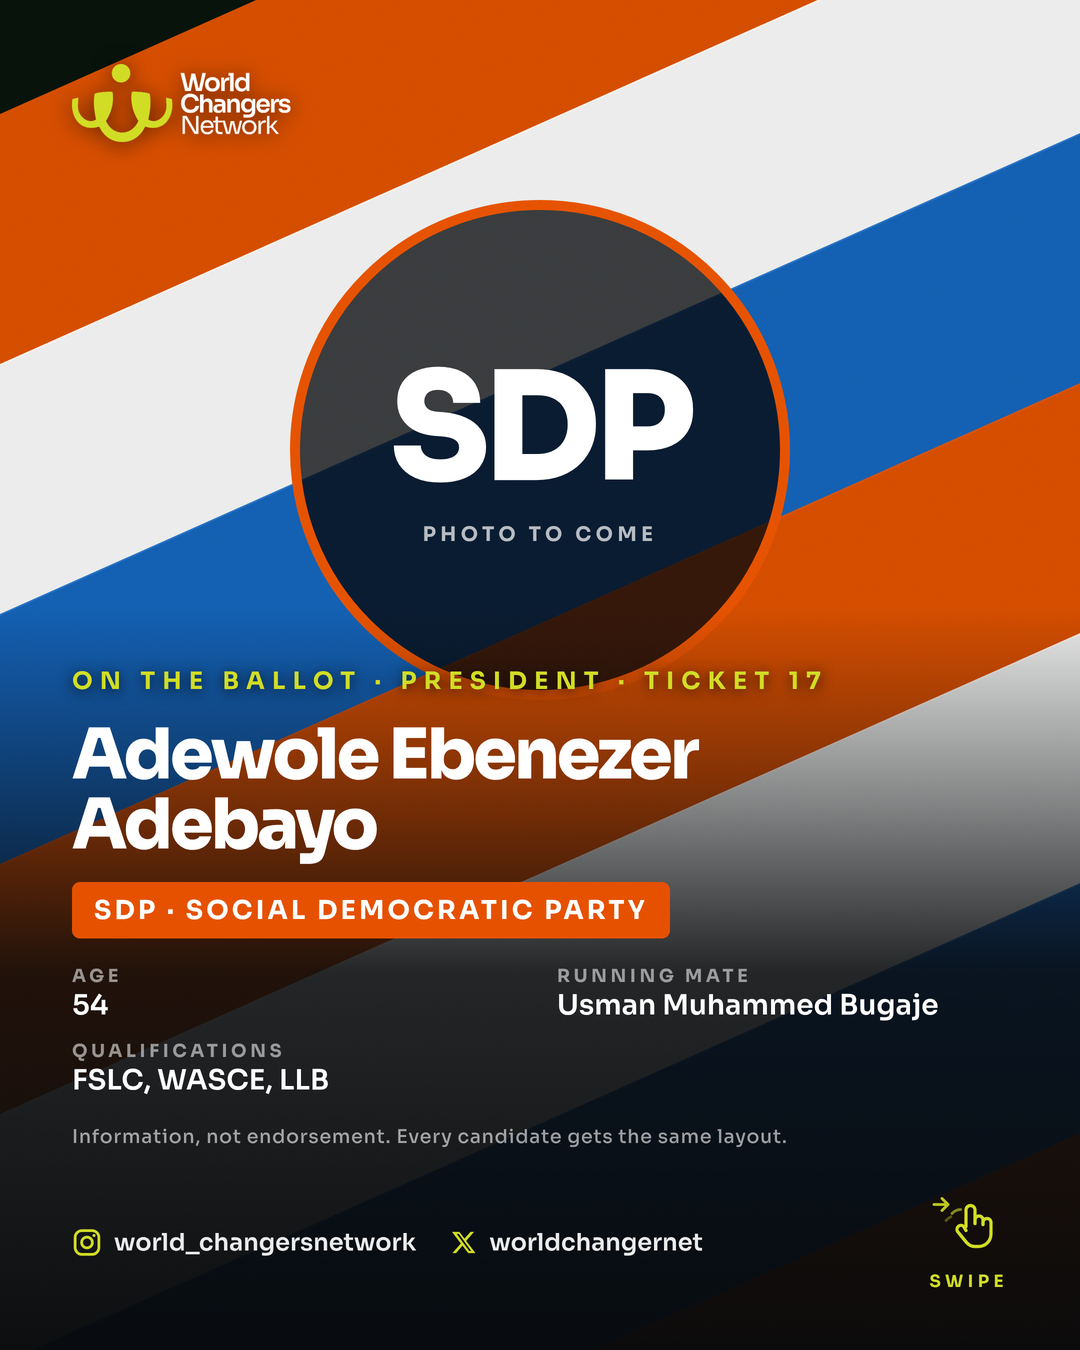 World
Changers
Network
SDP
PHOTO TO COME
ON THE BALLOT · PRESIDENT · TICKET 17
Adewole Ebenezer
Adebayo
SDP · SOCIAL DEMOCRATIC PARTY
AGE
54
RUNNING MATE
Usman Muhammed Bugaje
QUALIFICATIONS
FSLC, WASCE, LLB
Information, not endorsement. Every candidate gets the same layout.
world_changersnetwork
worldchangernet
SWIPE